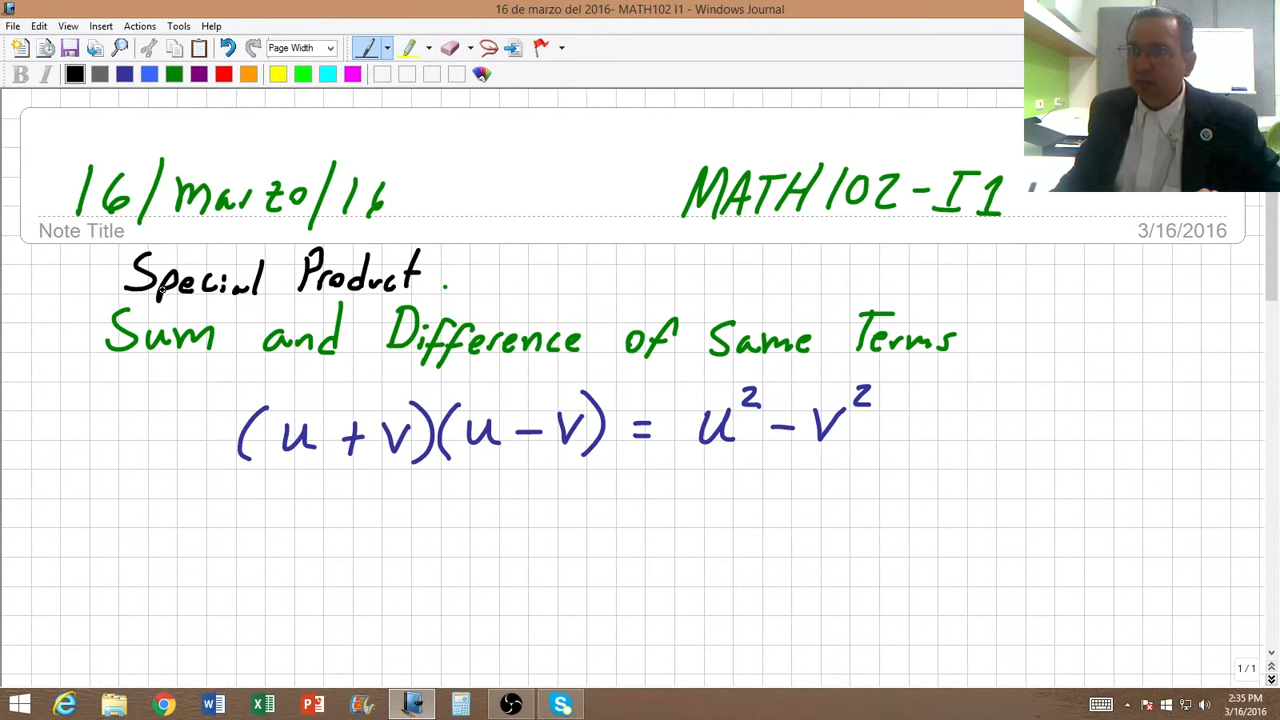 16 de marzo del 2016- MATH102 I1 - Windows Journal
File Edit View Insert Actions Tools Help
Page Width
B I
16/marzo/16 MATH102-I1
Note Title 3/16/2016
Special Product.
Sum and Difference of Same Terms
(u + v)(u - v) = u² - v²
1/1
2:35 PM
3/16/2016